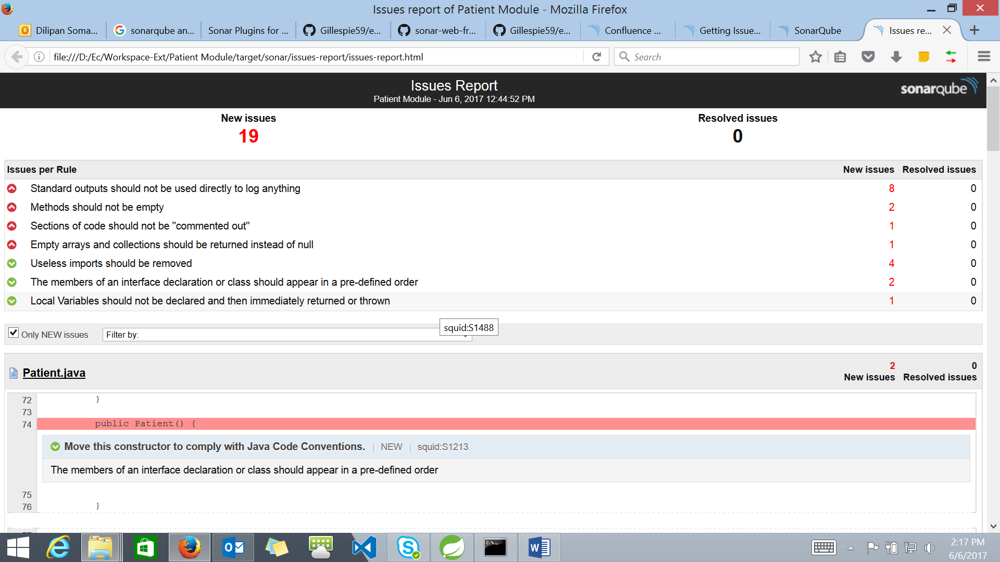 Issues report of Patient Module - Mozilla Firefox
Dilipan Soma...
sonarqube an...
Sonar Plugins for ...
Gillespie59/e...
sonar-web-fr...
Gillespie59/e...
Confluence ...
Getting Issue...
SonarQube
Issues re...
file:///D:/Ec/Workspace-Ext/Patient Module/target/sonar/issues-report/issues-report.html
Search
Issues Report
Patient Module - Jun 6, 2017 12:44:52 PM
sonarqube
New issues
19
Resolved issues
0
Issues per Rule New issues Resolved issues
Standard outputs should not be used directly to log anything 8 0
Methods should not be empty 2 0
Sections of code should not be "commented out" 1 0
Empty arrays and collections should be returned instead of null 1 0
Useless imports should be removed 4 0
The members of an interface declaration or class should appear in a pre-defined order 2 0
Local Variables should not be declared and then immediately returned or thrown 1 0
squid:S1488
Only NEW issues Filter by:
Patient.java
2 0
New issues Resolved issues
72 }
73
74 public Patient() {
Move this constructor to comply with Java Code Conventions. | NEW | squid:S1213
The members of an interface declaration or class should appear in a pre-defined order
75
76 }
2:17 PM
6/6/2017